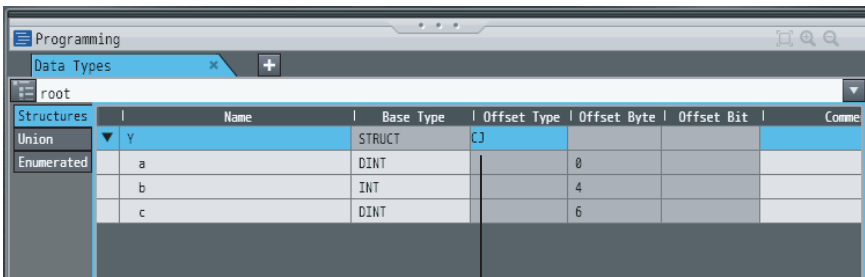 Programming
Data Types × +
root
Structures Name Base Type Offset Type Offset Byte Offset Bit Comme
Union Y STRUCT CJ
Enumerated a DINT 0
b INT 4
c DINT 6